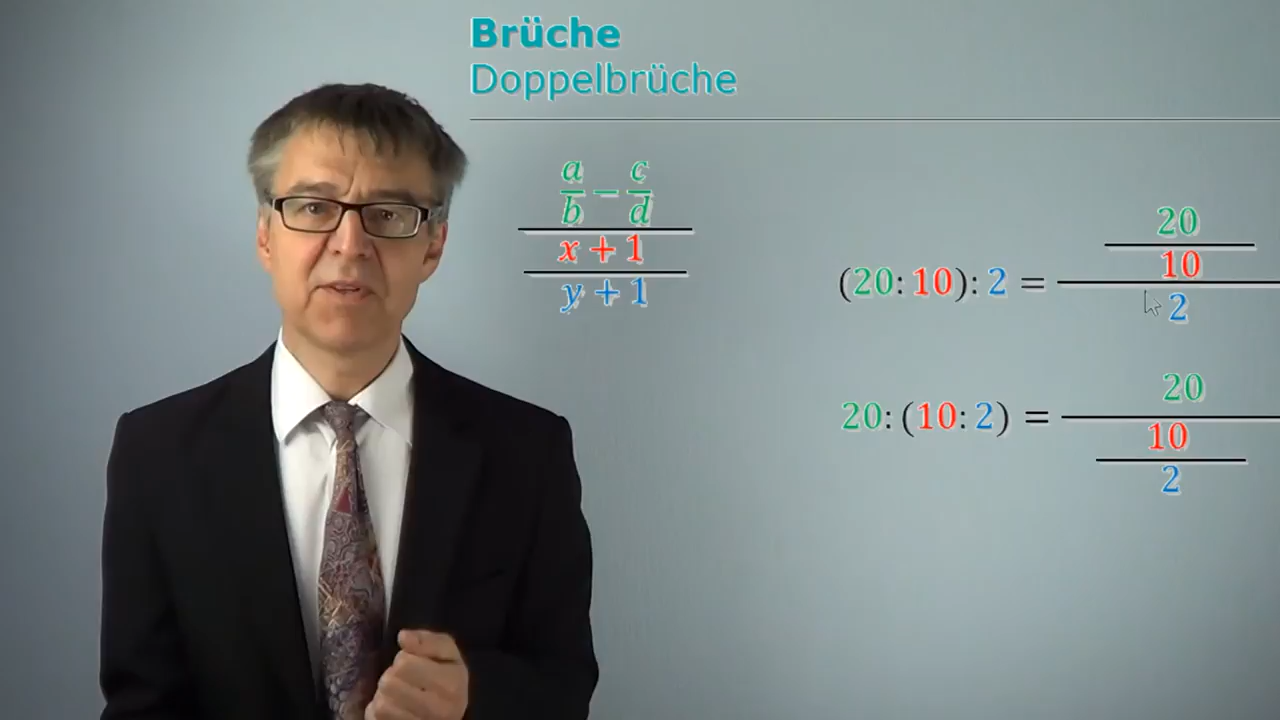 Brüche
Doppelbrüche
a/b − c/d
x + 1
y + 1
20
10
(20:10):2 =
2
20
20:(10:2) =
10
2